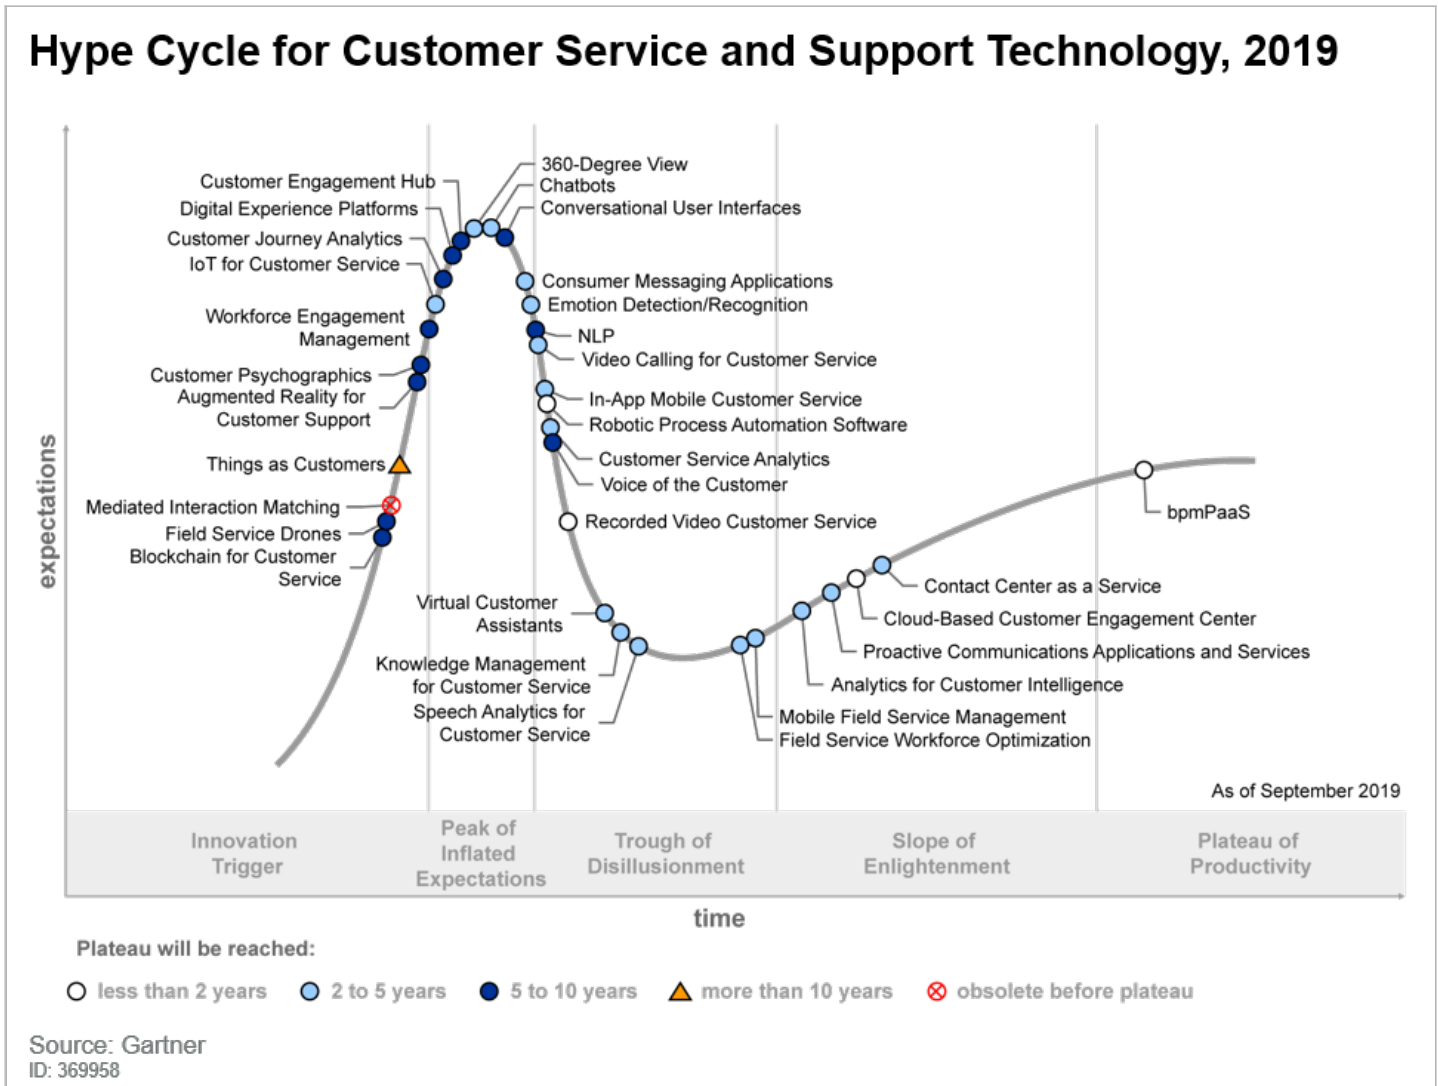 Hype Cycle for Customer Service and Support Technology, 2019
expectations
360-Degree View
Customer Engagement Hub
Chatbots
Digital Experience Platforms
Conversational User Interfaces
Customer Journey Analytics
IoT for Customer Service
Consumer Messaging Applications
Emotion Detection/Recognition
Workforce Engagement
Management
NLP
Video Calling for Customer Service
Customer Psychographics
Augmented Reality for
Customer Support
In-App Mobile Customer Service
Robotic Process Automation Software
Customer Service Analytics
Things as Customers
Voice of the Customer
Mediated Interaction Matching
Recorded Video Customer Service
Field Service Drones
Blockchain for Customer
Service
bpmPaaS
Contact Center as a Service
Virtual Customer
Assistants
Cloud-Based Customer Engagement Center
Proactive Communications Applications and Services
Knowledge Management
for Customer Service
Analytics for Customer Intelligence
Speech Analytics for
Customer Service
Mobile Field Service Management
Field Service Workforce Optimization
As of September 2019
Innovation
Trigger
Peak of
Inflated
Expectations
Trough of
Disillusionment
Slope of
Enlightenment
Plateau of
Productivity
time
Plateau will be reached:
less than 2 years
2 to 5 years
5 to 10 years
more than 10 years
obsolete before plateau
Source: Gartner
ID: 369958